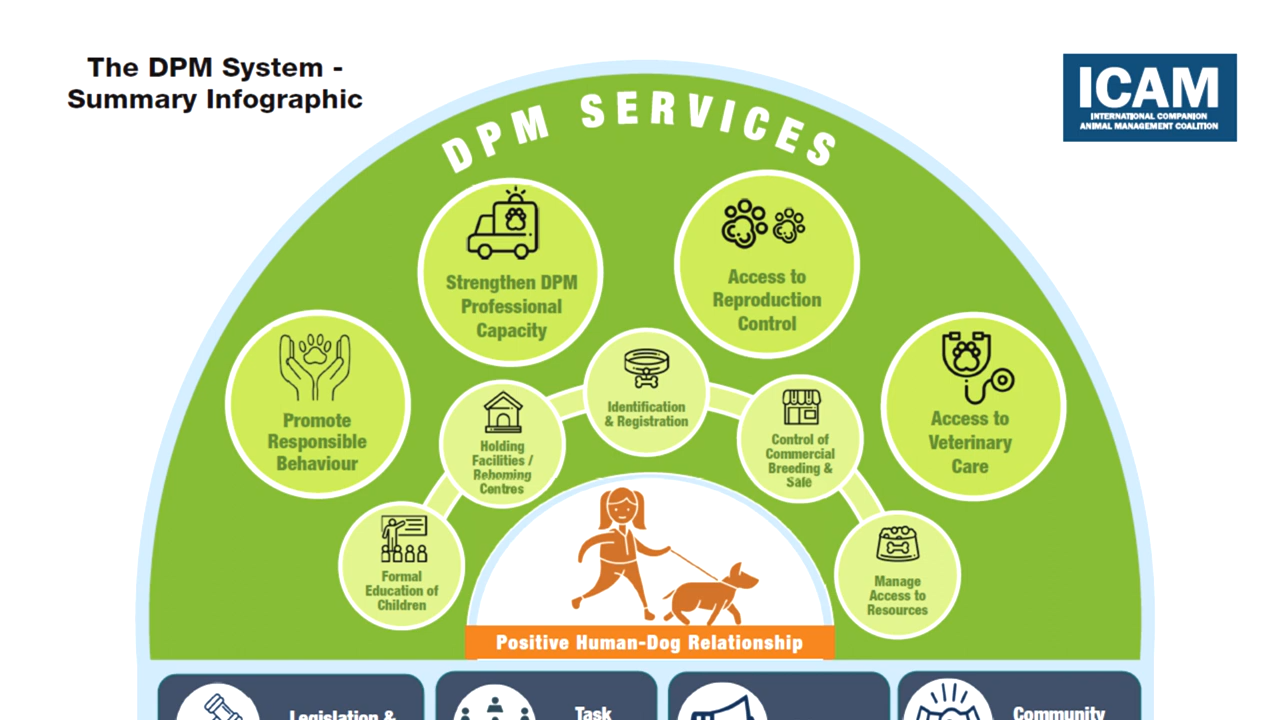 The DPM System -
Summary Infographic
ICAM
INTERNATIONAL COMPANION
ANIMAL MANAGEMENT COALITION
DPM SERVICES
Strengthen DPM
Professional
Capacity
Access to
Reproduction
Control
Promote
Responsible
Behaviour
Access to
Veterinary
Care
Holding
Facilities /
Rehoming
Centres
Identification
& Registration
Control of
Commercial
Breeding &
Sale
Formal
Education of
Children
Manage
Access to
Resources
Positive Human-Dog Relationship
Legislation &
Task
Community